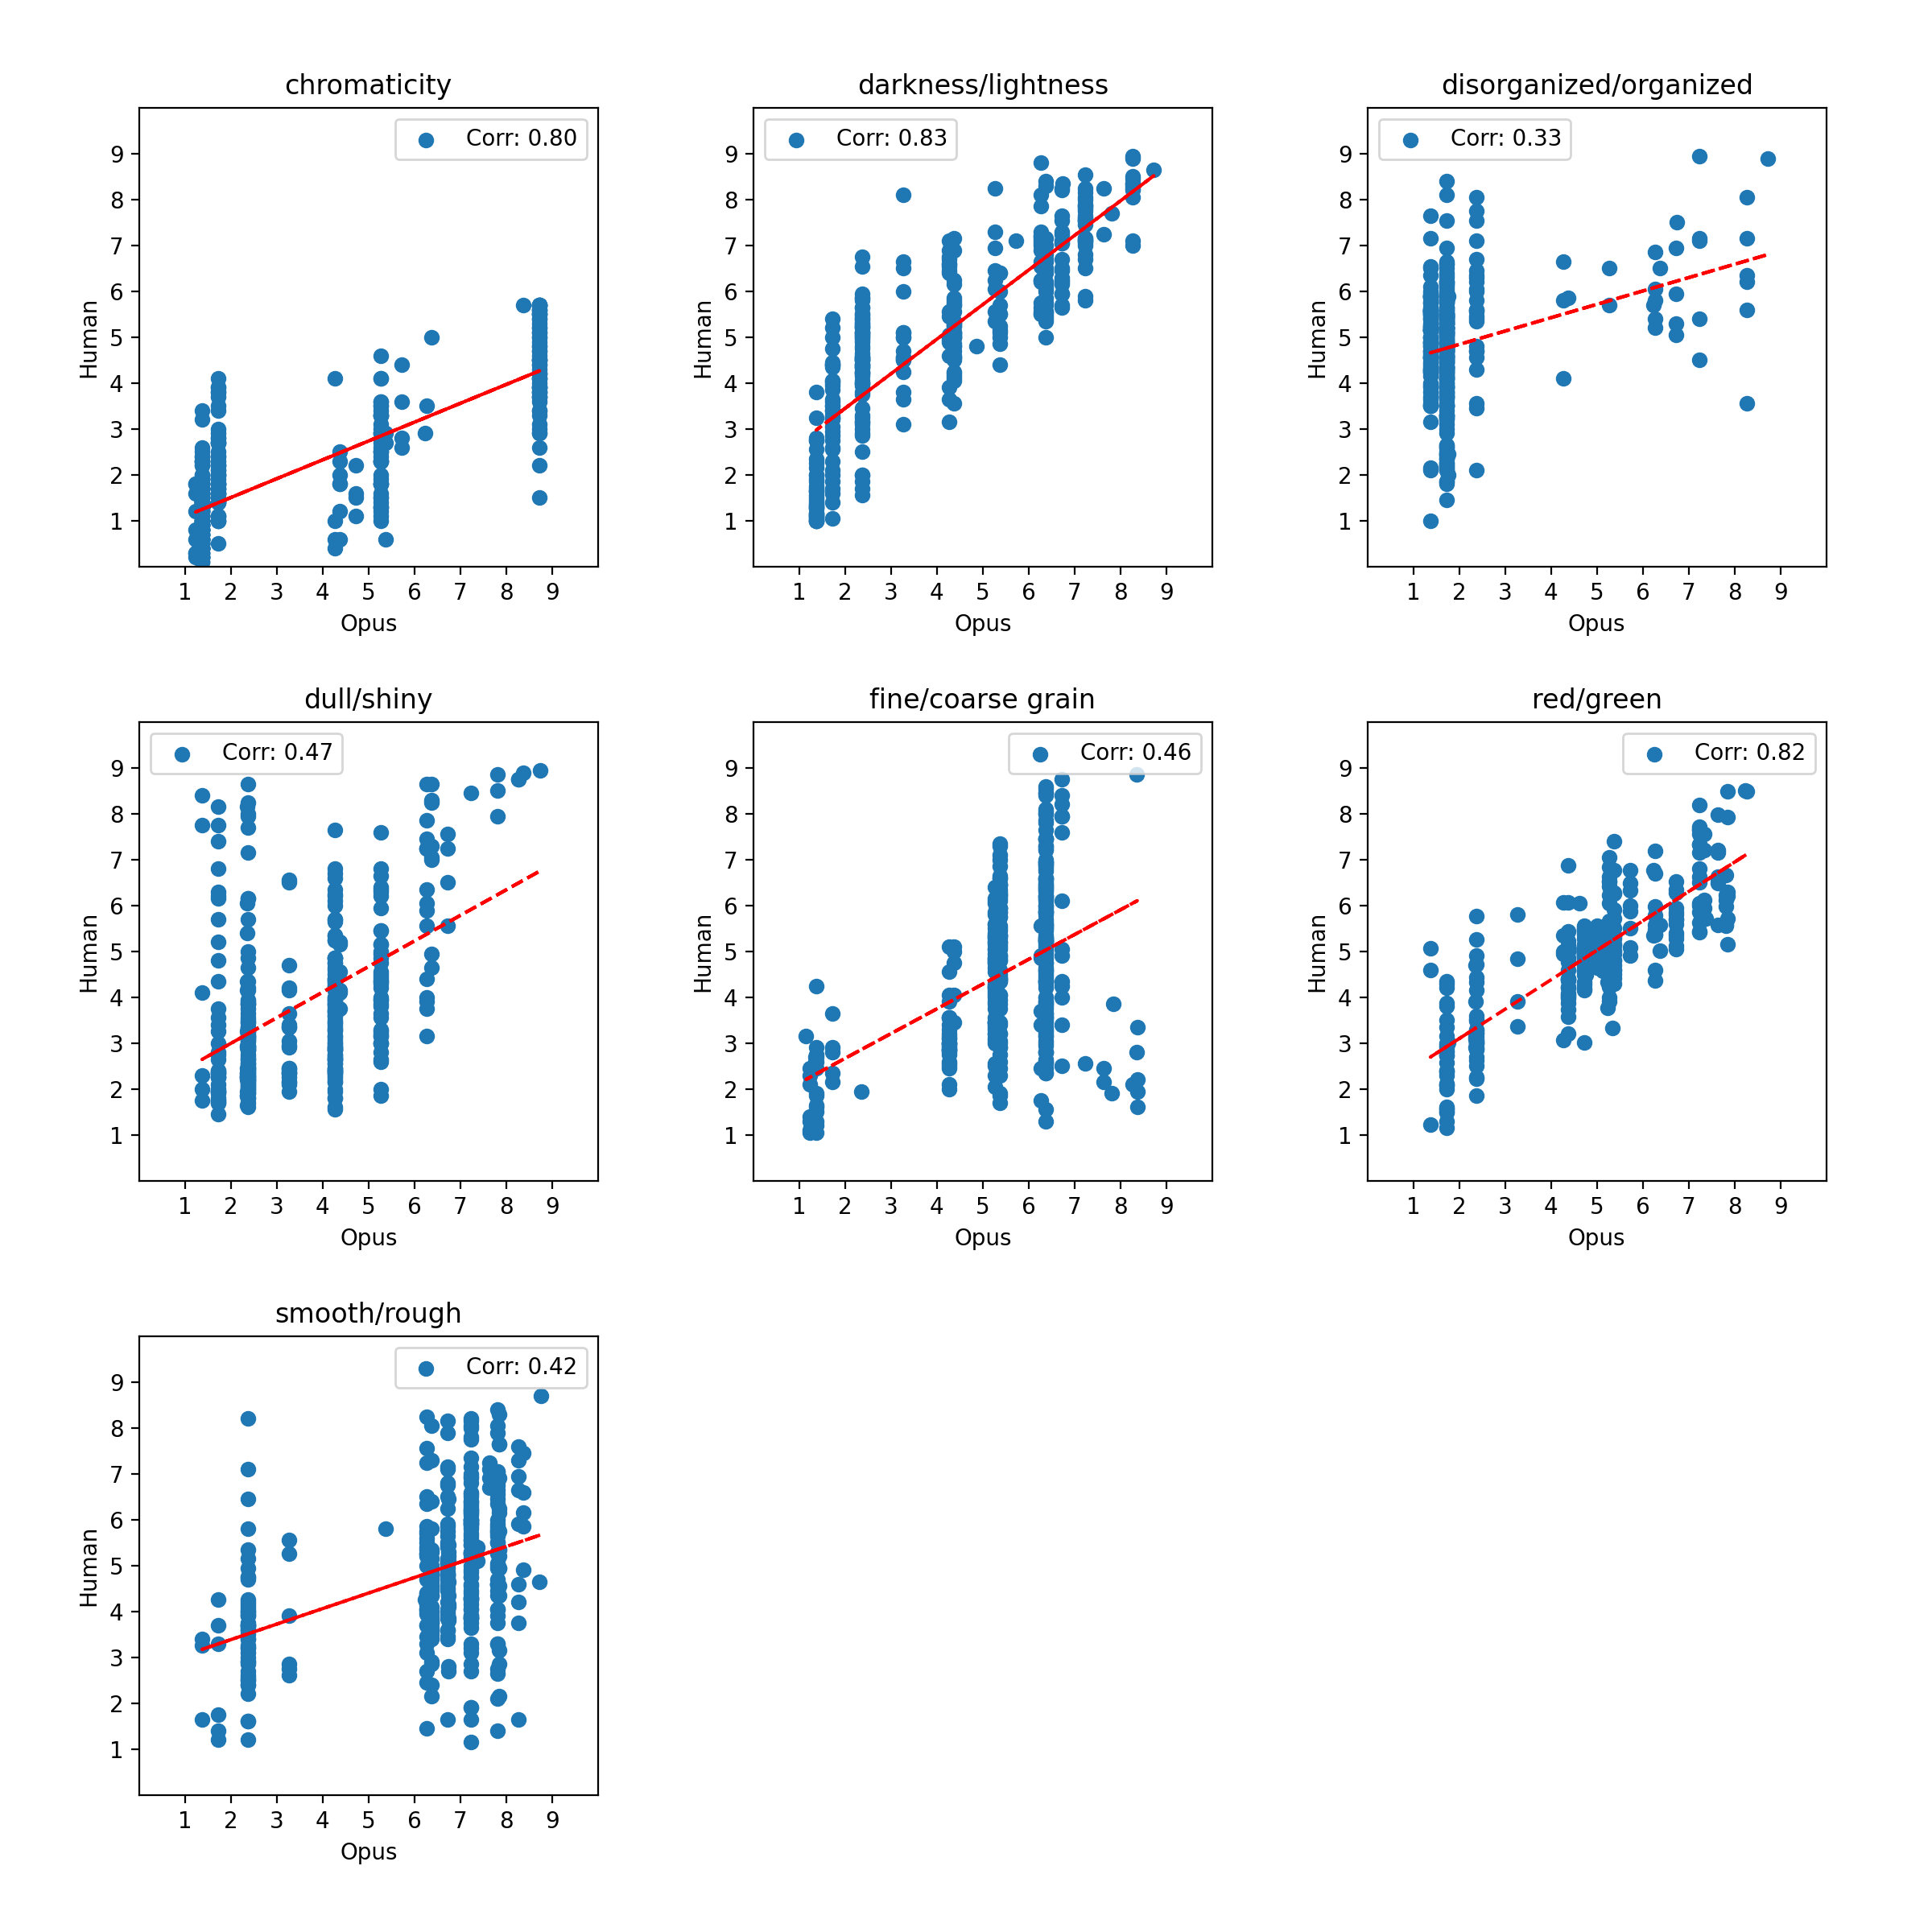 chromaticity
Corr: 0.80
9
8
7
6
5
4
3
2
1
Human
1 2 3 4 5 6 7 8 9
Opus
darkness/lightness
Corr: 0.83
9
8
7
6
5
4
3
2
1
Human
1 2 3 4 5 6 7 8 9
Opus
disorganized/organized
Corr: 0.33
9
8
7
6
5
4
3
2
1
Human
1 2 3 4 5 6 7 8 9
Opus
dull/shiny
Corr: 0.47
9
8
7
6
5
4
3
2
1
Human
1 2 3 4 5 6 7 8 9
Opus
fine/coarse grain
Corr: 0.46
9
8
7
6
5
4
3
2
1
Human
1 2 3 4 5 6 7 8 9
Opus
red/green
Corr: 0.82
9
8
7
6
5
4
3
2
1
Human
1 2 3 4 5 6 7 8 9
Opus
smooth/rough
Corr: 0.42
9
8
7
6
5
4
3
2
1
Human
1 2 3 4 5 6 7 8 9
Opus